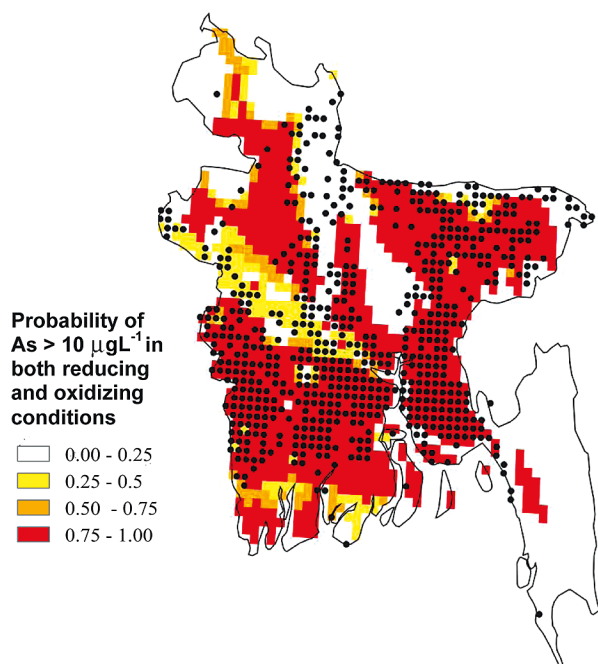 Probability of
As > 10 µgL⁻¹ in
both reducing
and oxidizing
conditions
0.00 - 0.25
0.25 - 0.5
0.50 - 0.75
0.75 - 1.00